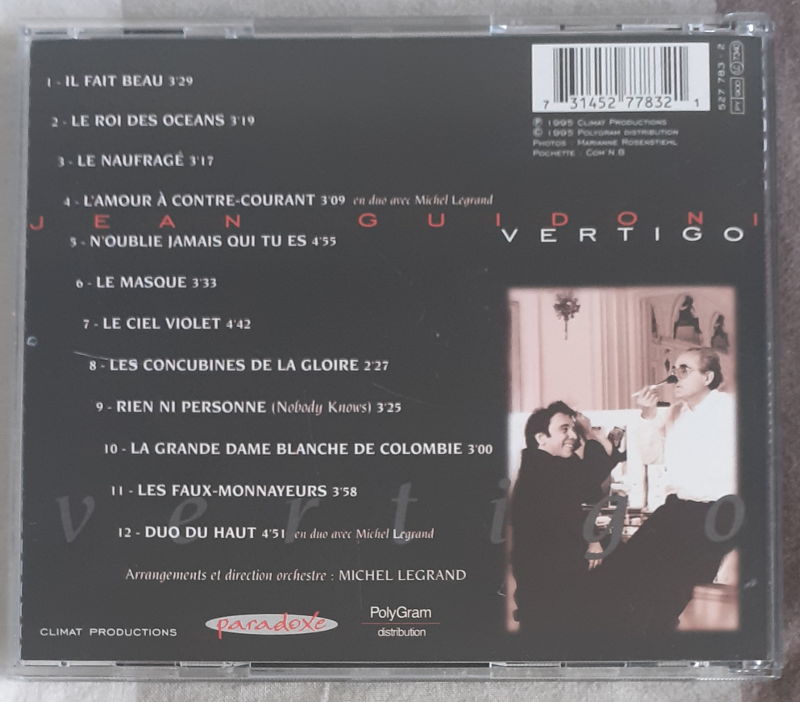 1 - IL FAIT BEAU 3'29
2 - LE ROI DES OCEANS 3'19
3 - LE NAUFRAGÉ 3'17
4 - L'AMOUR À CONTRE-COURANT 3'09 en duo avec Michel Legrand
JEAN GUIDONI
VERTIGO
5 - N'OUBLIE JAMAIS QUI TU ES 4'55
6 - LE MASQUE 3'33
7 - LE CIEL VIOLET 4'42
8 - LES CONCUBINES DE LA GLOIRE 2'27
9 - RIEN NI PERSONNE (Nobody Knows) 3'25
10 - LA GRANDE DAME BLANCHE DE COLOMBIE 3'00
11 - LES FAUX-MONNAYEURS 3'58
vertigo
12 - DUO DU HAUT 4'51 en duo avec Michel Legrand
Arrangements et direction orchestre : MICHEL LEGRAND
CLIMAT PRODUCTIONS
paradoxe
PolyGram
distribution
7 31452 77832 1
527 783 - 2
PY 900
LC 7340
℗ 1995 CLIMAT PRODUCTIONS
© 1995 POLYGRAM DISTRIBUTION
PHOTOS : MARIANNE ROSENSTIEHL
POCHETTE : COM'N.B